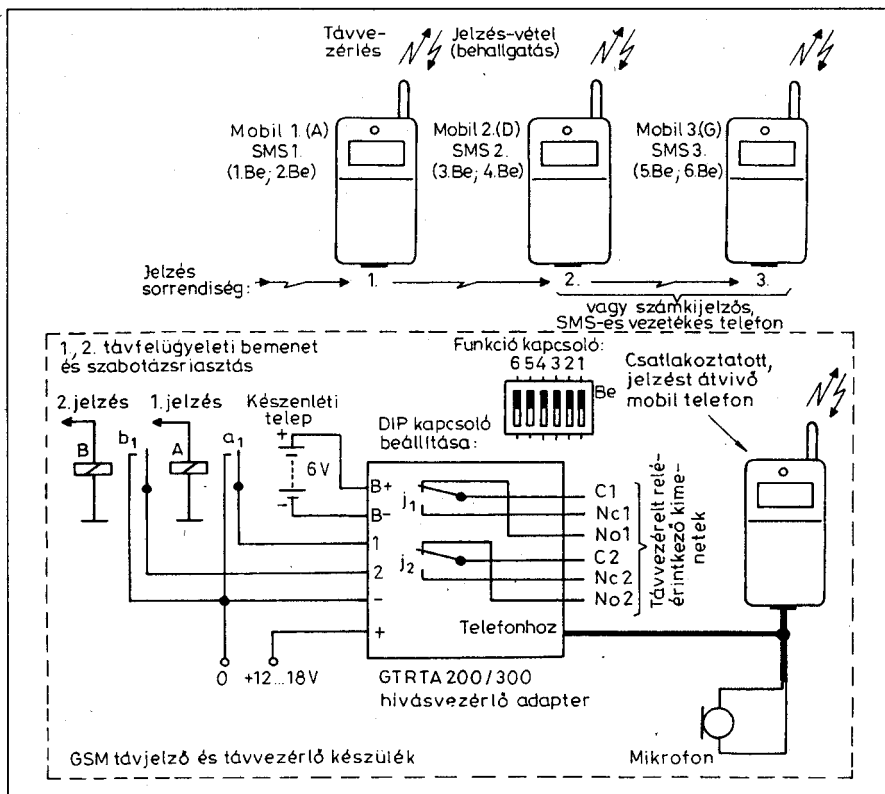 Távve-
zérlés
Jelzés-vétel
(behallgatás)
Mobil 1.(A)
SMS 1.
(1.Be; 2.Be)
Mobil 2.(D)
SMS 2.
(3.Be; 4.Be)
Mobil 3.(G)
SMS 3.
(5.Be; 6.Be)
Jelzés
sorrendiség:
1.
2.
3.
vagy számkijelzős,
SMS-es vezetékes telefon
1, 2. távfelügyeleti bemenet
és szabotázsriasztás
Funkció kapcsoló:
6 5 4 3 2 1
Be
Csatlakoztatott,
jelzést átvivő
mobil telefon
2.jelzés
1.jelzés
Készenléti
telep
B
b1
A
a1
+
6V
-
DIP kapcsoló
beállítása:
B+
B-
1
2
-
+
j1
j2
C1
Nc1
No1
C2
Nc2
No2
Távvezérelt relé-
érintkező kime-
netek
Telefonhoz
0
+12...18V
GTRTA 200/300
hívásvezérlő adapter
Mikrofon
GSM távjelző és távvezérlő készülék